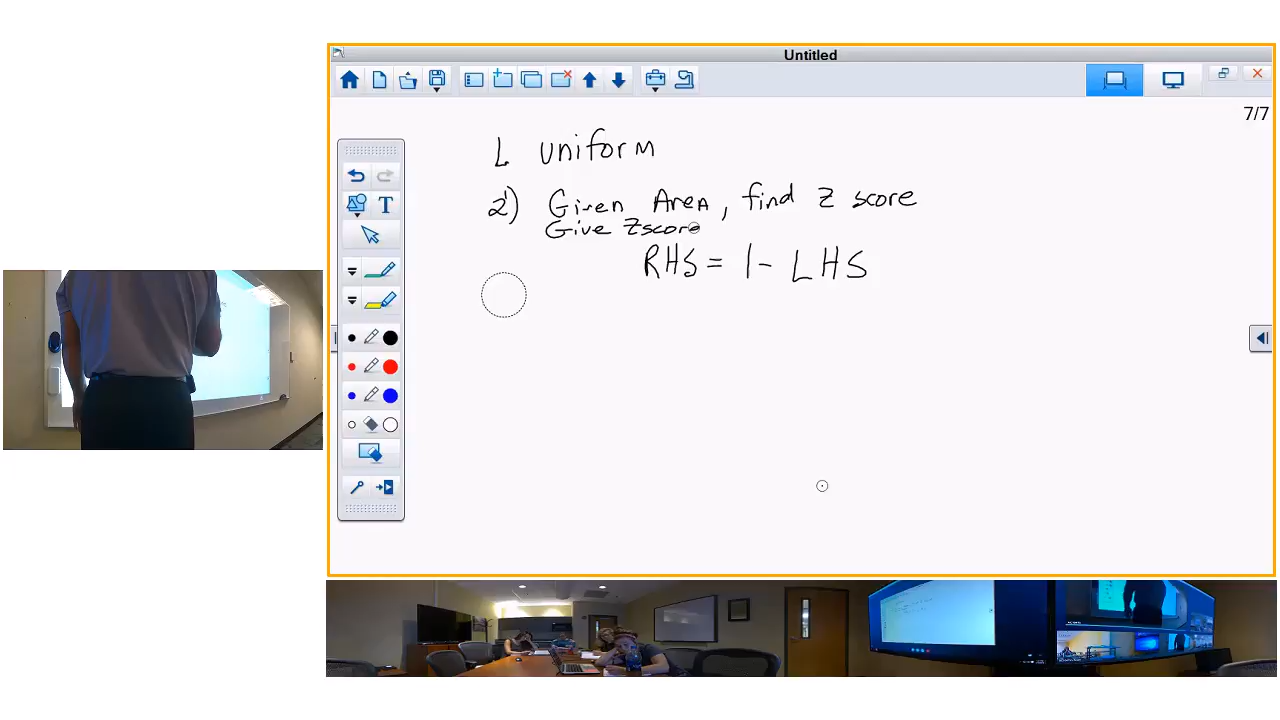 Untitled
7/7
1. uniform
2) Given Area, find Z score
Give Zscore
RHS = 1 - LHS
T